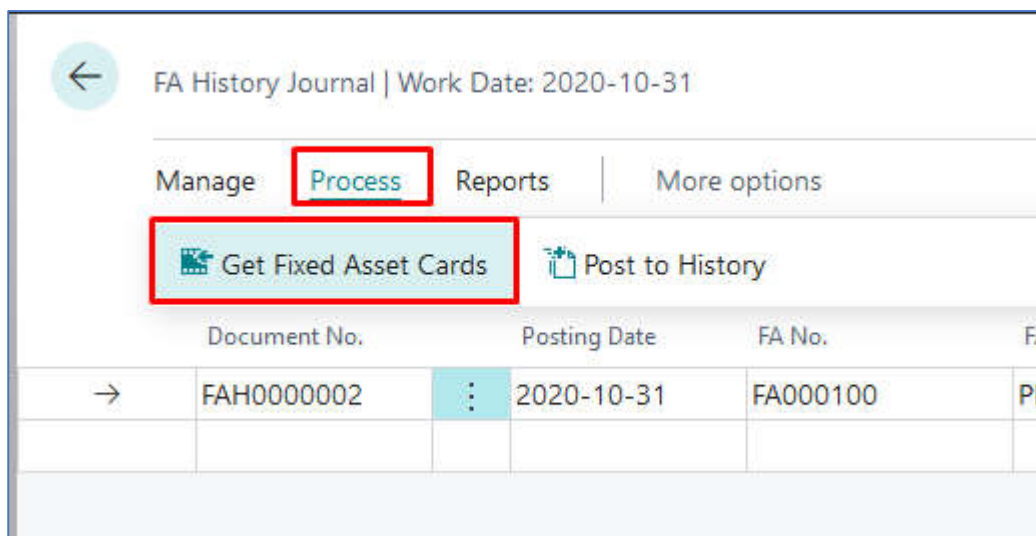 FA History Journal | Work Date: 2020-10-31
Manage Process Reports | More options
Get Fixed Asset Cards Post to History
Document No. Posting Date FA No.
FAH0000002 2020-10-31 FA000100